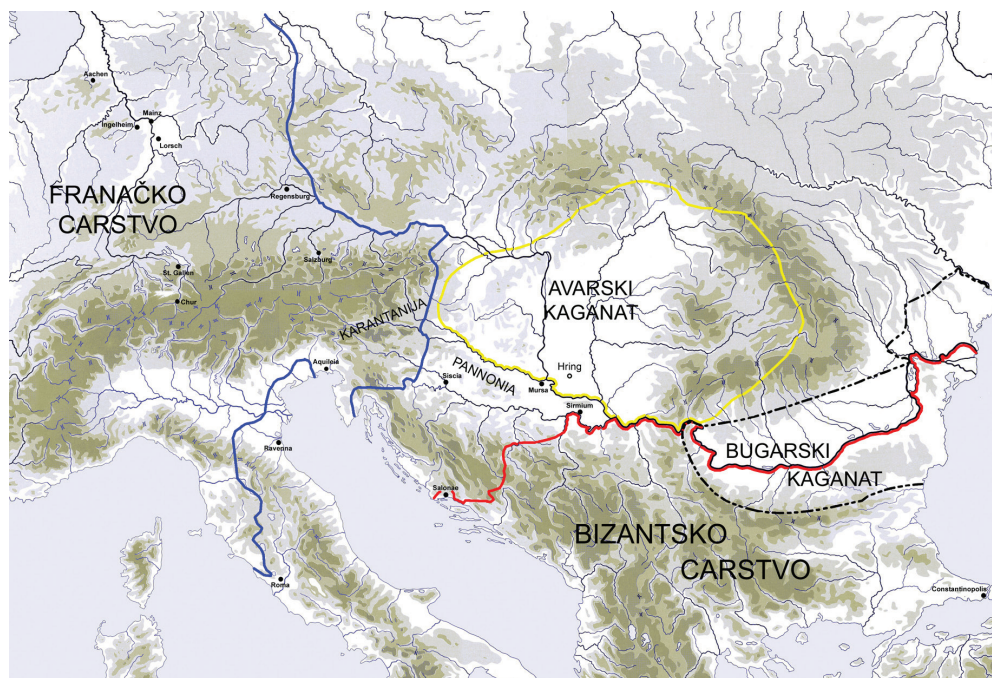 Aachen
Mainz
Ingelheim
Lorsch
FRANAČKO
CARSTVO
Regensburg
Salzburg
St. Gallen
Chur
KARANTANIJA
AVARSKI
KAGANAT
Aquileia
PANNONIA
Siscia
Hring
Mursa
Sirmium
Ravenna
BUGARSKI
KAGANAT
Salonae
BIZANTSKO
CARSTVO
Roma
Constantinopolis